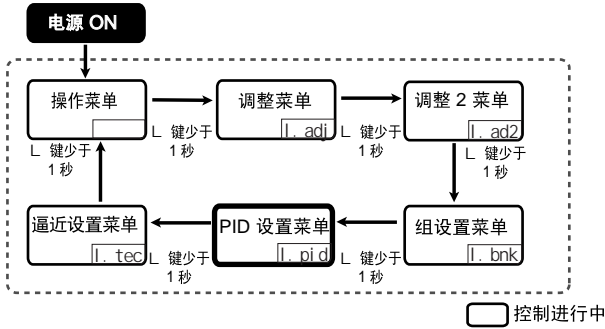 电源 ON
操作菜单
调整菜单
l. adj
调整 2 菜单
l. ad2
∟ 键少于
1 秒
∟ 键少于
1 秒
∟ 键少于
1 秒
∟ 键少于
1 秒
逼近设置菜单
l. tec
PID 设置菜单
l. pid
组设置菜单
l. bnk
∟ 键少于
1 秒
∟ 键少于
1 秒
控制进行中